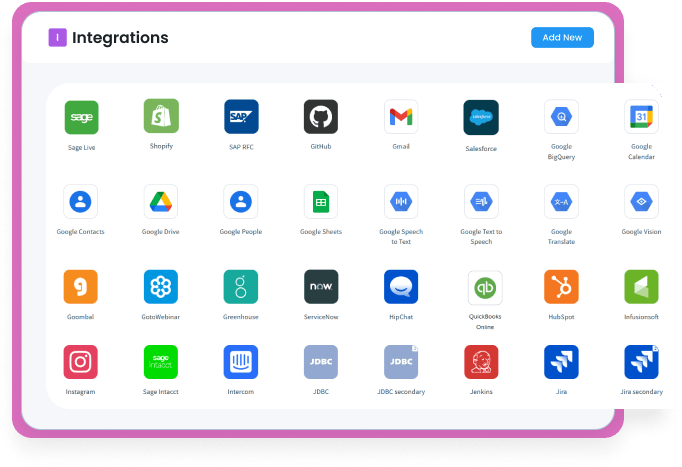 I Integrations
Add New
sage
S
SAP
salesforce
31
Sage Live
Shopify
SAP RFC
GitHub
Gmail
Salesforce
Google
BigQuery
Google
Calendar
Google Contacts
Google Drive
Google People
Google Sheets
Google Speech
to Text
Google Text to
Speech
Google
Translate
Google Vision
g
now
qb
Goombal
GotoWebinar
Greenhouse
ServiceNow
HipChat
QuickBooks
Online
HubSpot
Infusionsoft
sage
intacct
JDBC
JDBC
Instagram
Sage Intacct
Intercom
JDBC
JDBC secondary
Jenkins
Jira
Jira secondary